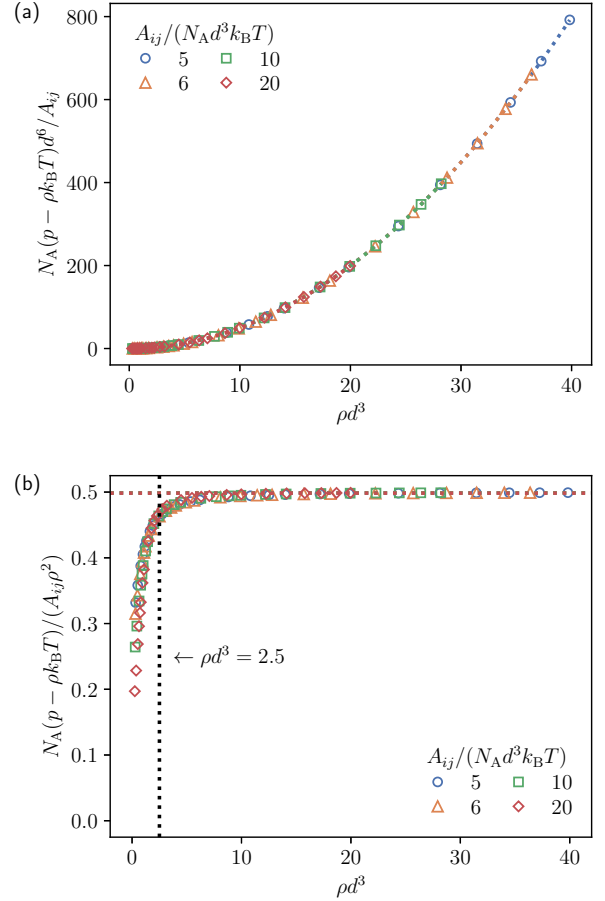 (a)
A_{ij}/(N_A d^3 k_B T)
5 10
6 20
N_A(p − ρk_BT)d^6/A_{ij}
800
600
400
200
0
0 10 20 30 40
ρd^3
(b)
N_A(p − ρk_BT)/(A_{ij}ρ^2)
0.5
0.4
0.3
0.2
0.1
0.0
← ρd^3 = 2.5
A_{ij}/(N_A d^3 k_B T)
5 10
6 20
0 10 20 30 40
ρd^3